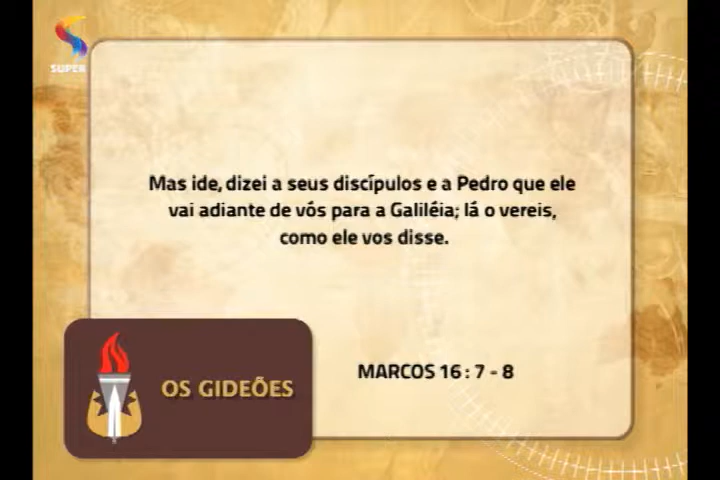 SUPER
Mas ide, dizei a seus discípulos e a Pedro que ele
vai adiante de vós para a Galiléia; lá o vereis,
como ele vos disse.
OS GIDEÕES
MARCOS 16 : 7 - 8